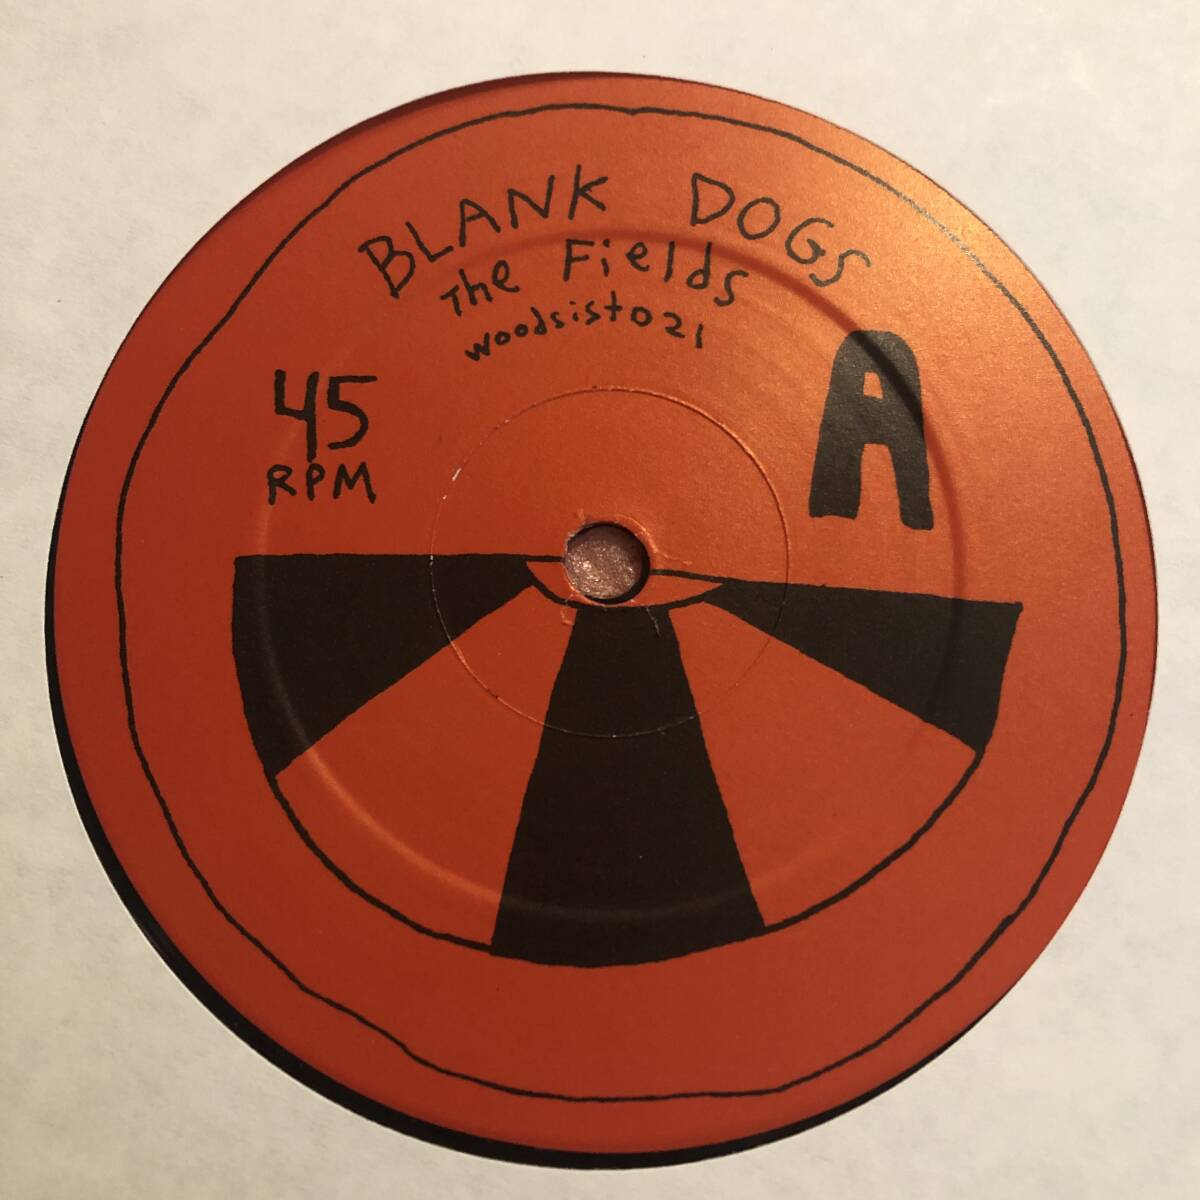 BLANK DOGS
The Fields
woodsist021
45
RPM
A